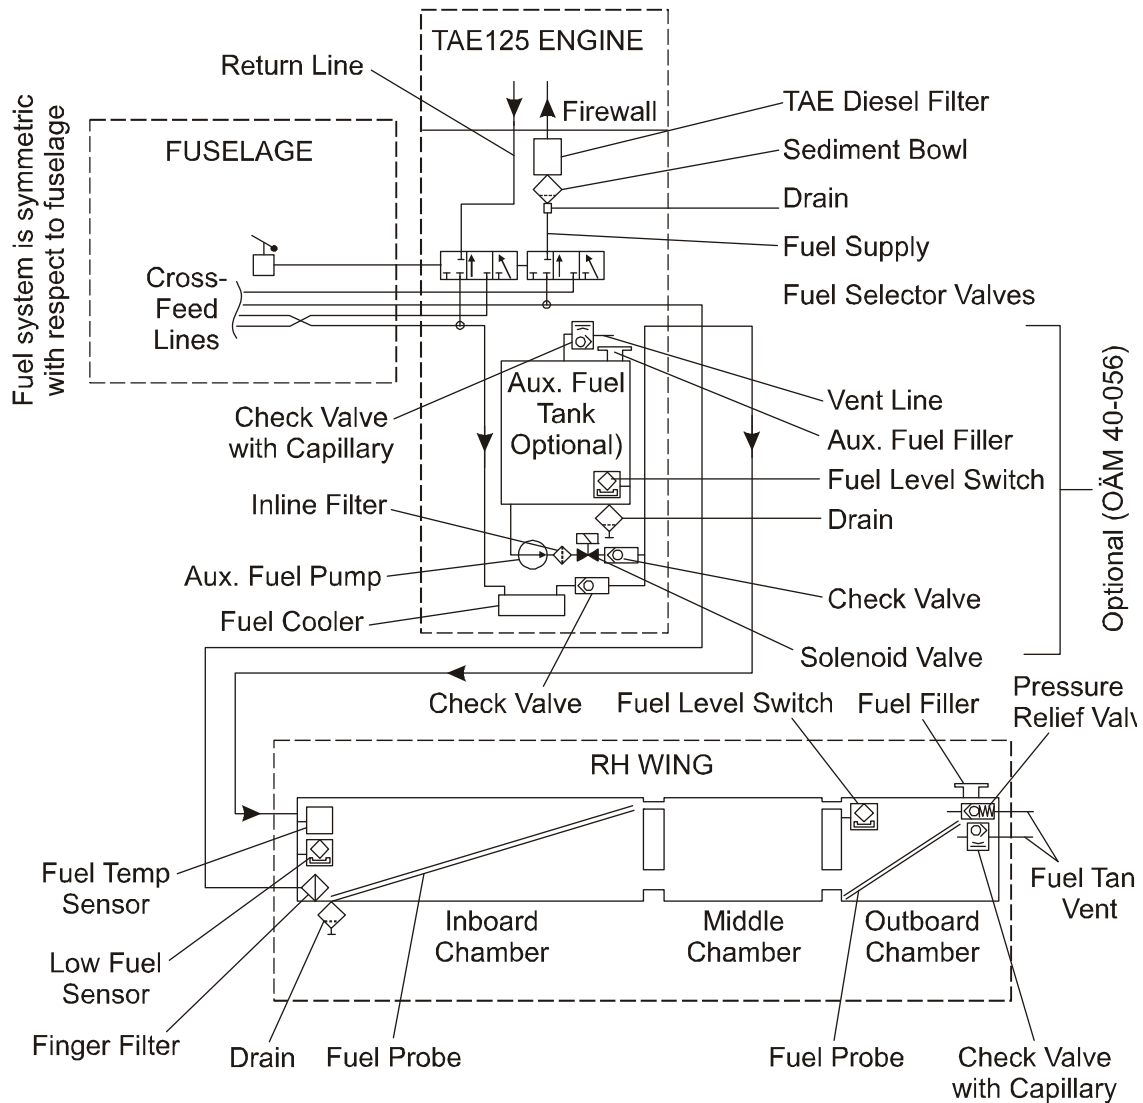 TAE125 ENGINE
Return Line
Firewall
TAE Diesel Filter
Sediment Bowl
Drain
Fuel Supply
Fuel Selector Valves
Fuel system is symmetric
with respect to fuselage
FUSELAGE
Cross-
Feed
Lines
Aux. Fuel
Tank
Optional)
Check Valve
with Capillary
Vent Line
Aux. Fuel Filler
Fuel Level Switch
Drain
Inline Filter
Aux. Fuel Pump
Fuel Cooler
Check Valve
Solenoid Valve
Optional (OÄM 40-056)
Check Valve
Fuel Level Switch
Fuel Filler
Pressure
Relief Valv
RH WING
Fuel Temp
Sensor
Low Fuel
Sensor
Finger Filter
Drain
Fuel Probe
Inboard
Chamber
Middle
Chamber
Outboard
Chamber
Fuel Tan
Vent
Fuel Probe
Check Valve
with Capillary